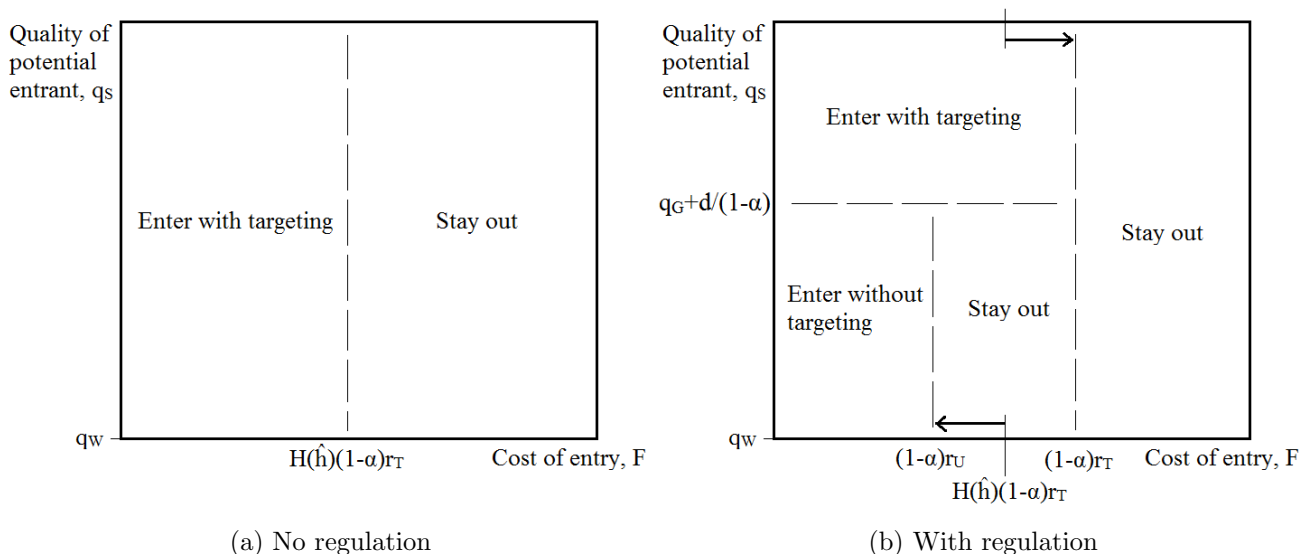 Quality of
potential
entrant, qS
Enter with targeting
Stay out
qW
H(ĥ)(1-α)rT
Cost of entry, F
(a) No regulation
Quality of
potential
entrant, qS
Enter with targeting
qG+d/(1-α)
Stay out
Enter without
targeting
Stay out
qW
(1-α)rU
(1-α)rT
Cost of entry, F
H(ĥ)(1-α)rT
(b) With regulation